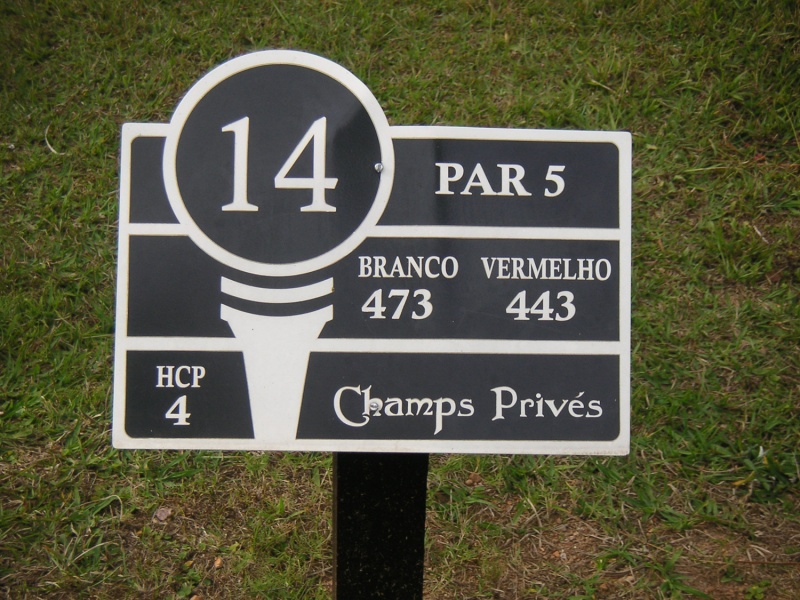 14
PAR 5
BRANCO VERMELHO
473 443
HCP
4
Champs Privés